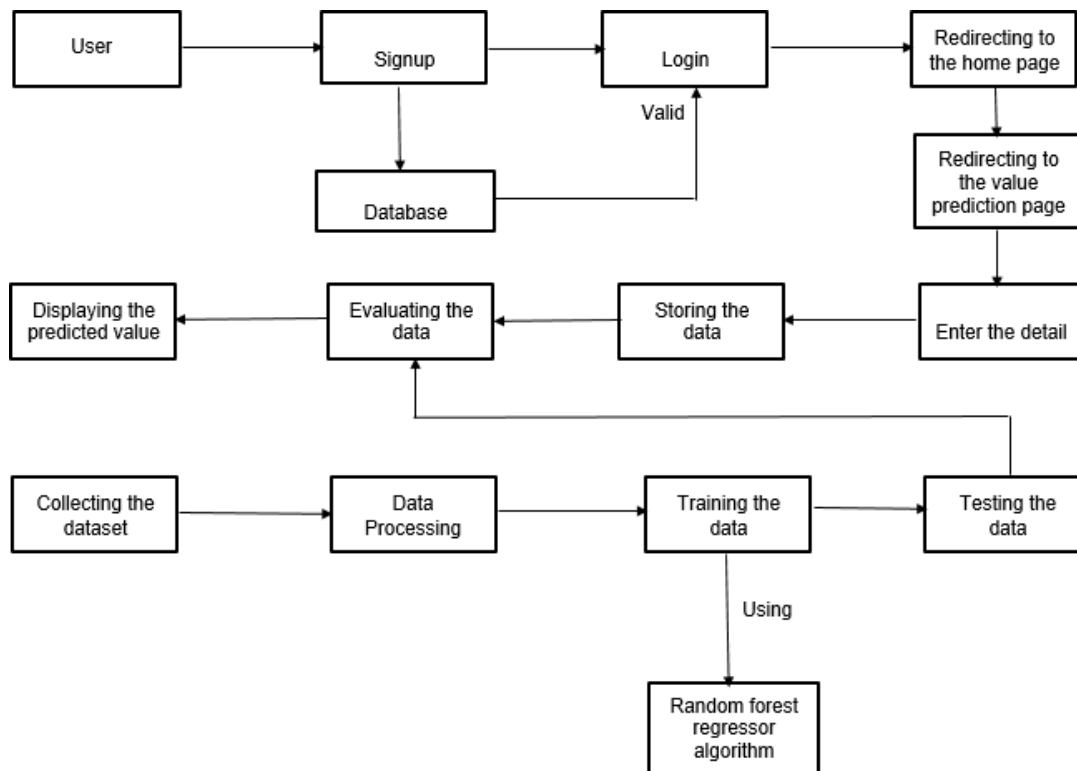 User
Signup
Login
Redirecting to
the home page
Valid
Database
Redirecting to
the value
prediction page
Displaying the
predicted value
Evaluating the
data
Storing the
data
Enter the detail
Collecting the
dataset
Data
Processing
Training the
data
Testing the
data
Using
Random forest
regressor
algorithm